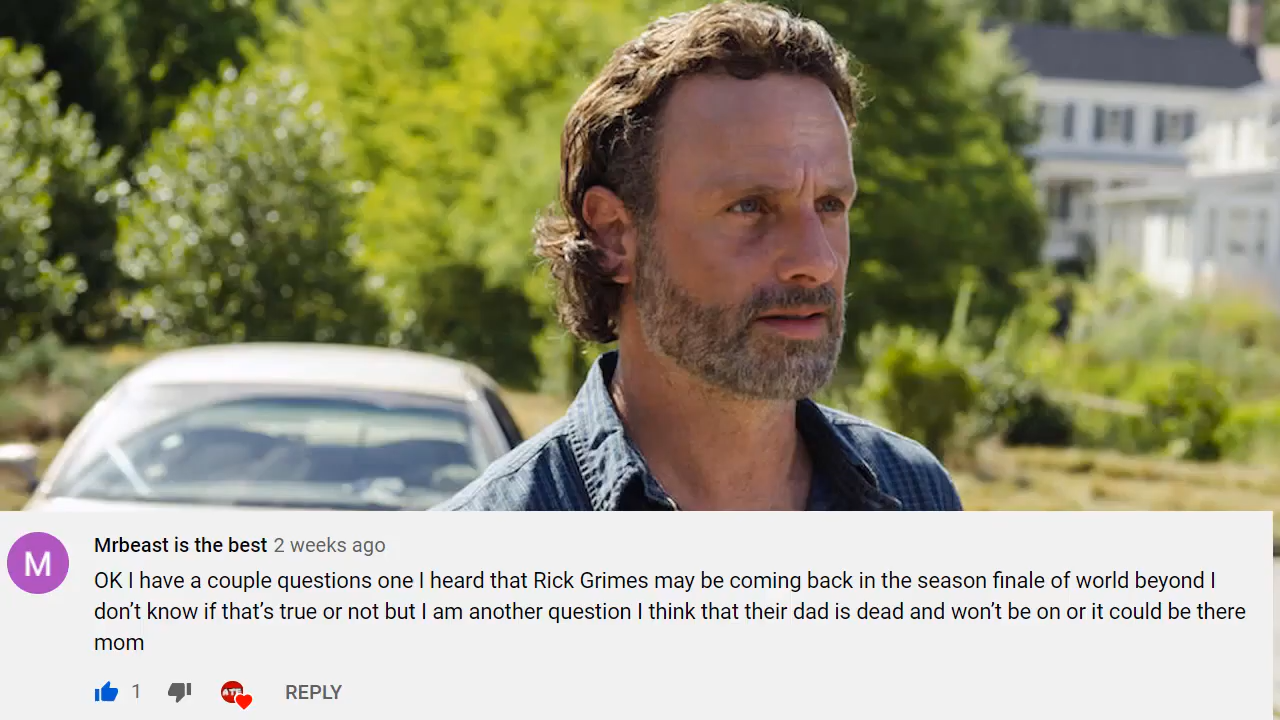 M
Mrbeast is the best 2 weeks ago
OK I have a couple questions one I heard that Rick Grimes may be coming back in the season finale of world beyond I
don’t know if that’s true or not but I am another question I think that their dad is dead and won’t be on or it could be there
mom
1 REPLY